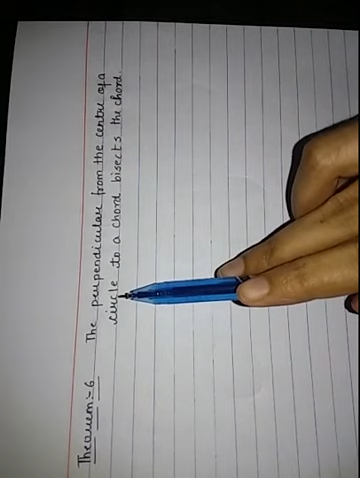 Theorem:-6 The perpendicular from the centre of a
circle to a chord bisects the chord.